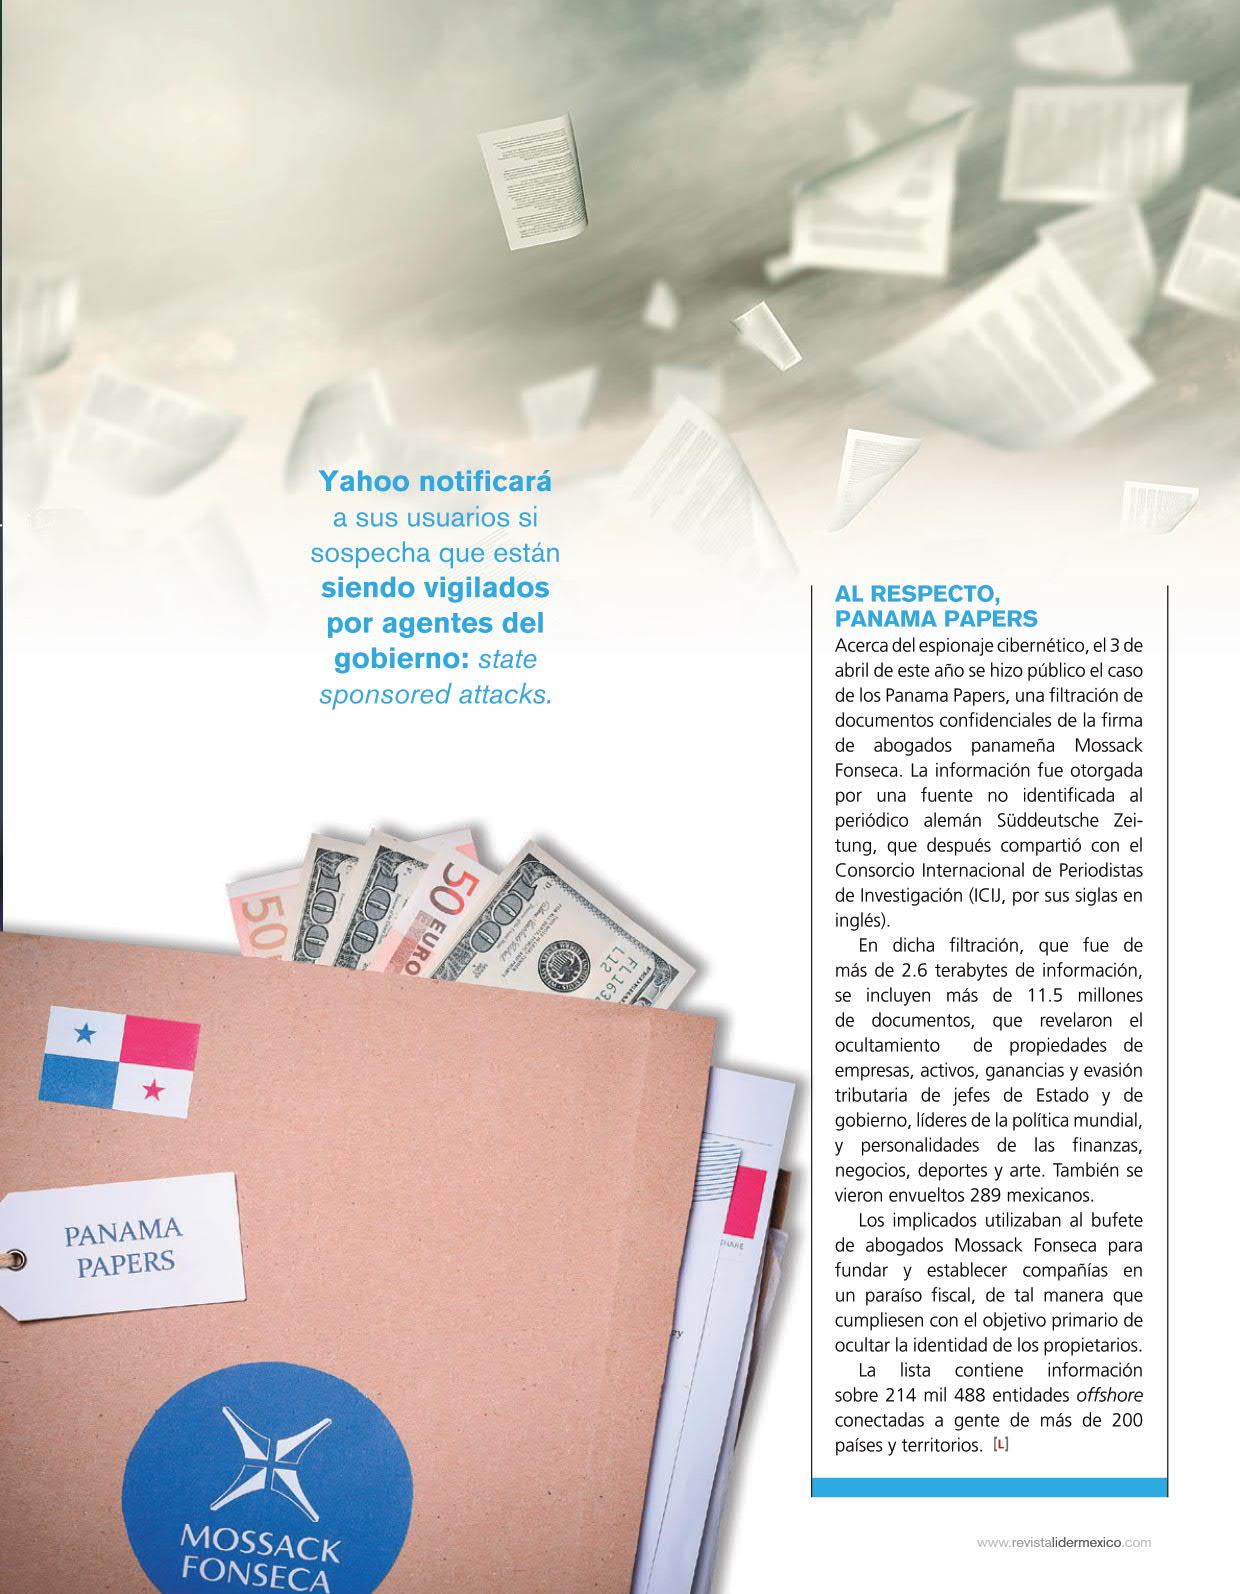 Yahoo notificará
a sus usuarios si
sospecha que están
siendo vigilados
por agentes del
gobierno: state
sponsored attacks.
AL RESPECTO,
PANAMA PAPERS
Acerca del espionaje cibernético, el 3 de
abril de este año se hizo público el caso
de los Panama Papers, una filtración de
documentos confidenciales de la firma
de abogados panameña Mossack
Fonseca. La información fue otorgada
por una fuente no identificada al
periódico alemán Süddeutsche Zei-
tung, que después compartió con el
Consorcio Internacional de Periodistas
de Investigación (ICIJ, por sus siglas en
inglés).
En dicha filtración, que fue de
más de 2.6 terabytes de información,
se incluyen más de 11.5 millones
de documentos, que revelaron el
ocultamiento de propiedades de
empresas, activos, ganancias y evasión
tributaria de jefes de Estado y de
gobierno, líderes de la política mundial,
y personalidades de las finanzas,
negocios, deportes y arte. También se
vieron envueltos 289 mexicanos.
Los implicados utilizaban al bufete
de abogados Mossack Fonseca para
fundar y establecer compañías en
un paraíso fiscal, de tal manera que
cumpliesen con el objetivo primario de
ocultar la identidad de los propietarios.
La lista contiene información
sobre 214 mil 488 entidades offshore
conectadas a gente de más de 200
países y territorios. [L]
50
100
100
50 EURO
100
L12
PANAMA
PAPERS
SHARE
MOSSACK
FONSECA
www.revistalidermexico.com